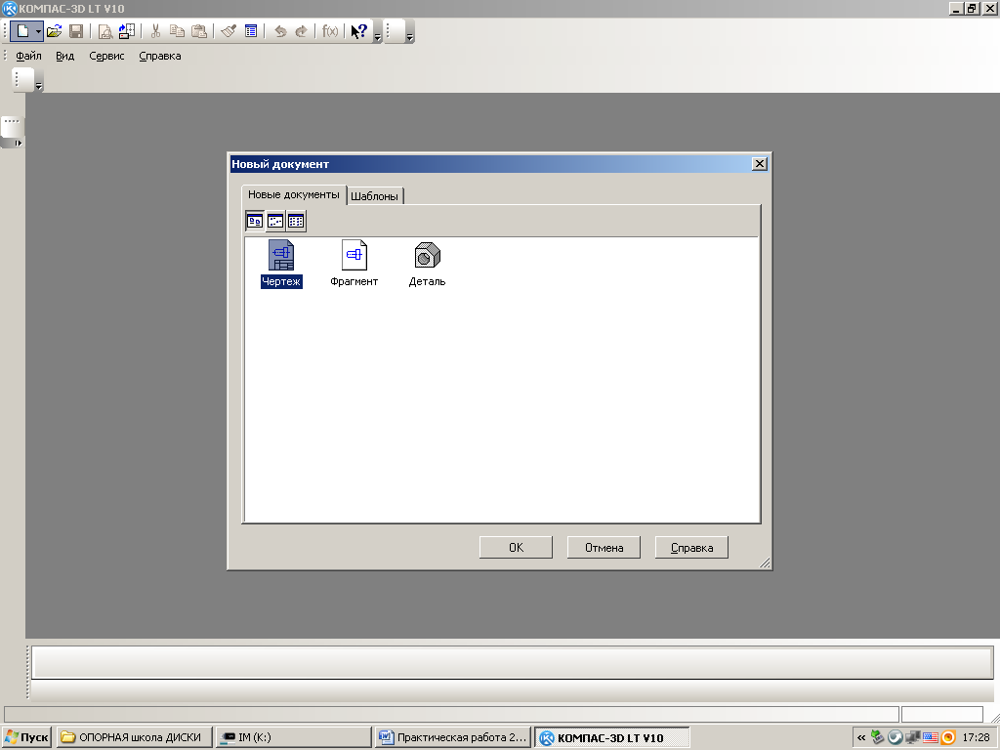 КОМПАС-3D LT V10
f(x)
Файл Вид Сервис Справка
Новый документ
Новые документы Шаблоны
Чертеж Фрагмент Деталь
OK Отмена Справка
Пуск ОПОРНАЯ школа ДИСКИ IM (K:) Практическая работа 2... КОМПАС-3D LT V10 17:28